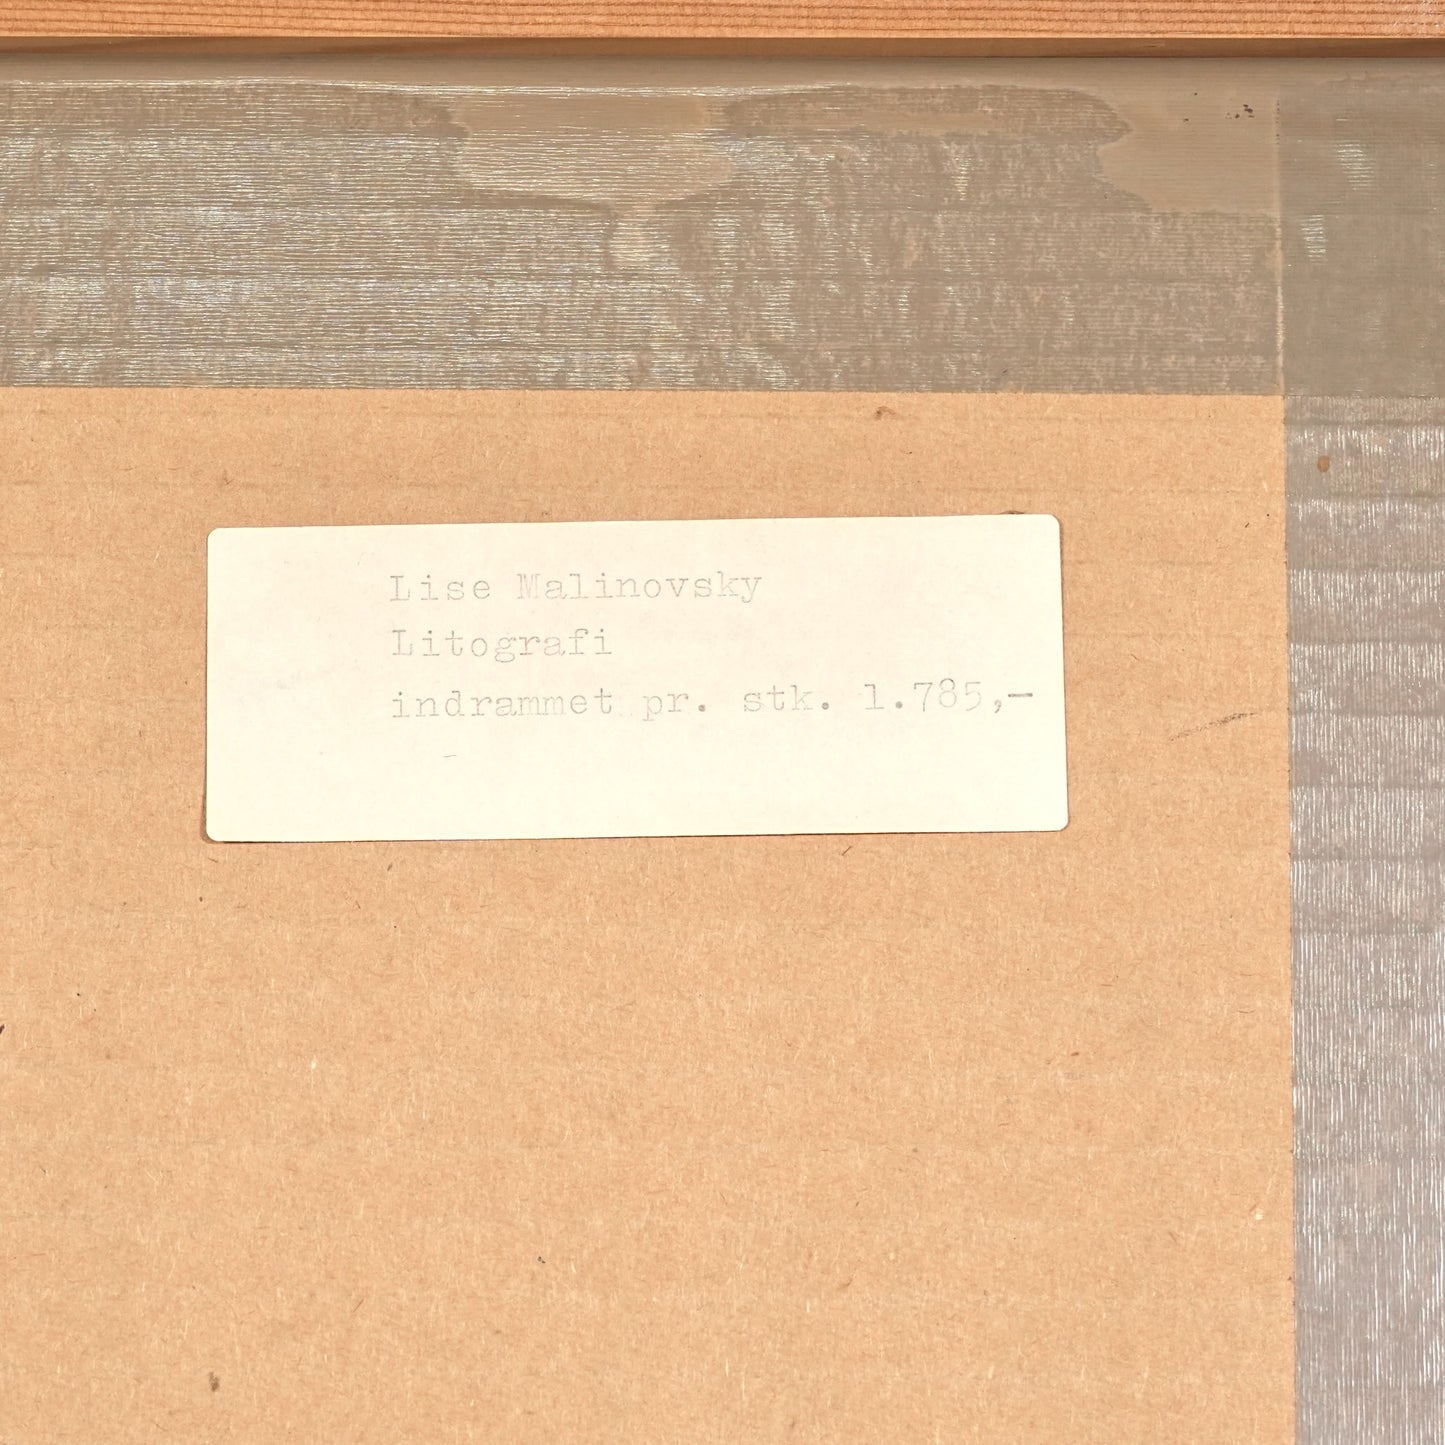 Lise Malinovsky
Litografi
indrammet pr. stk. 1.785,-